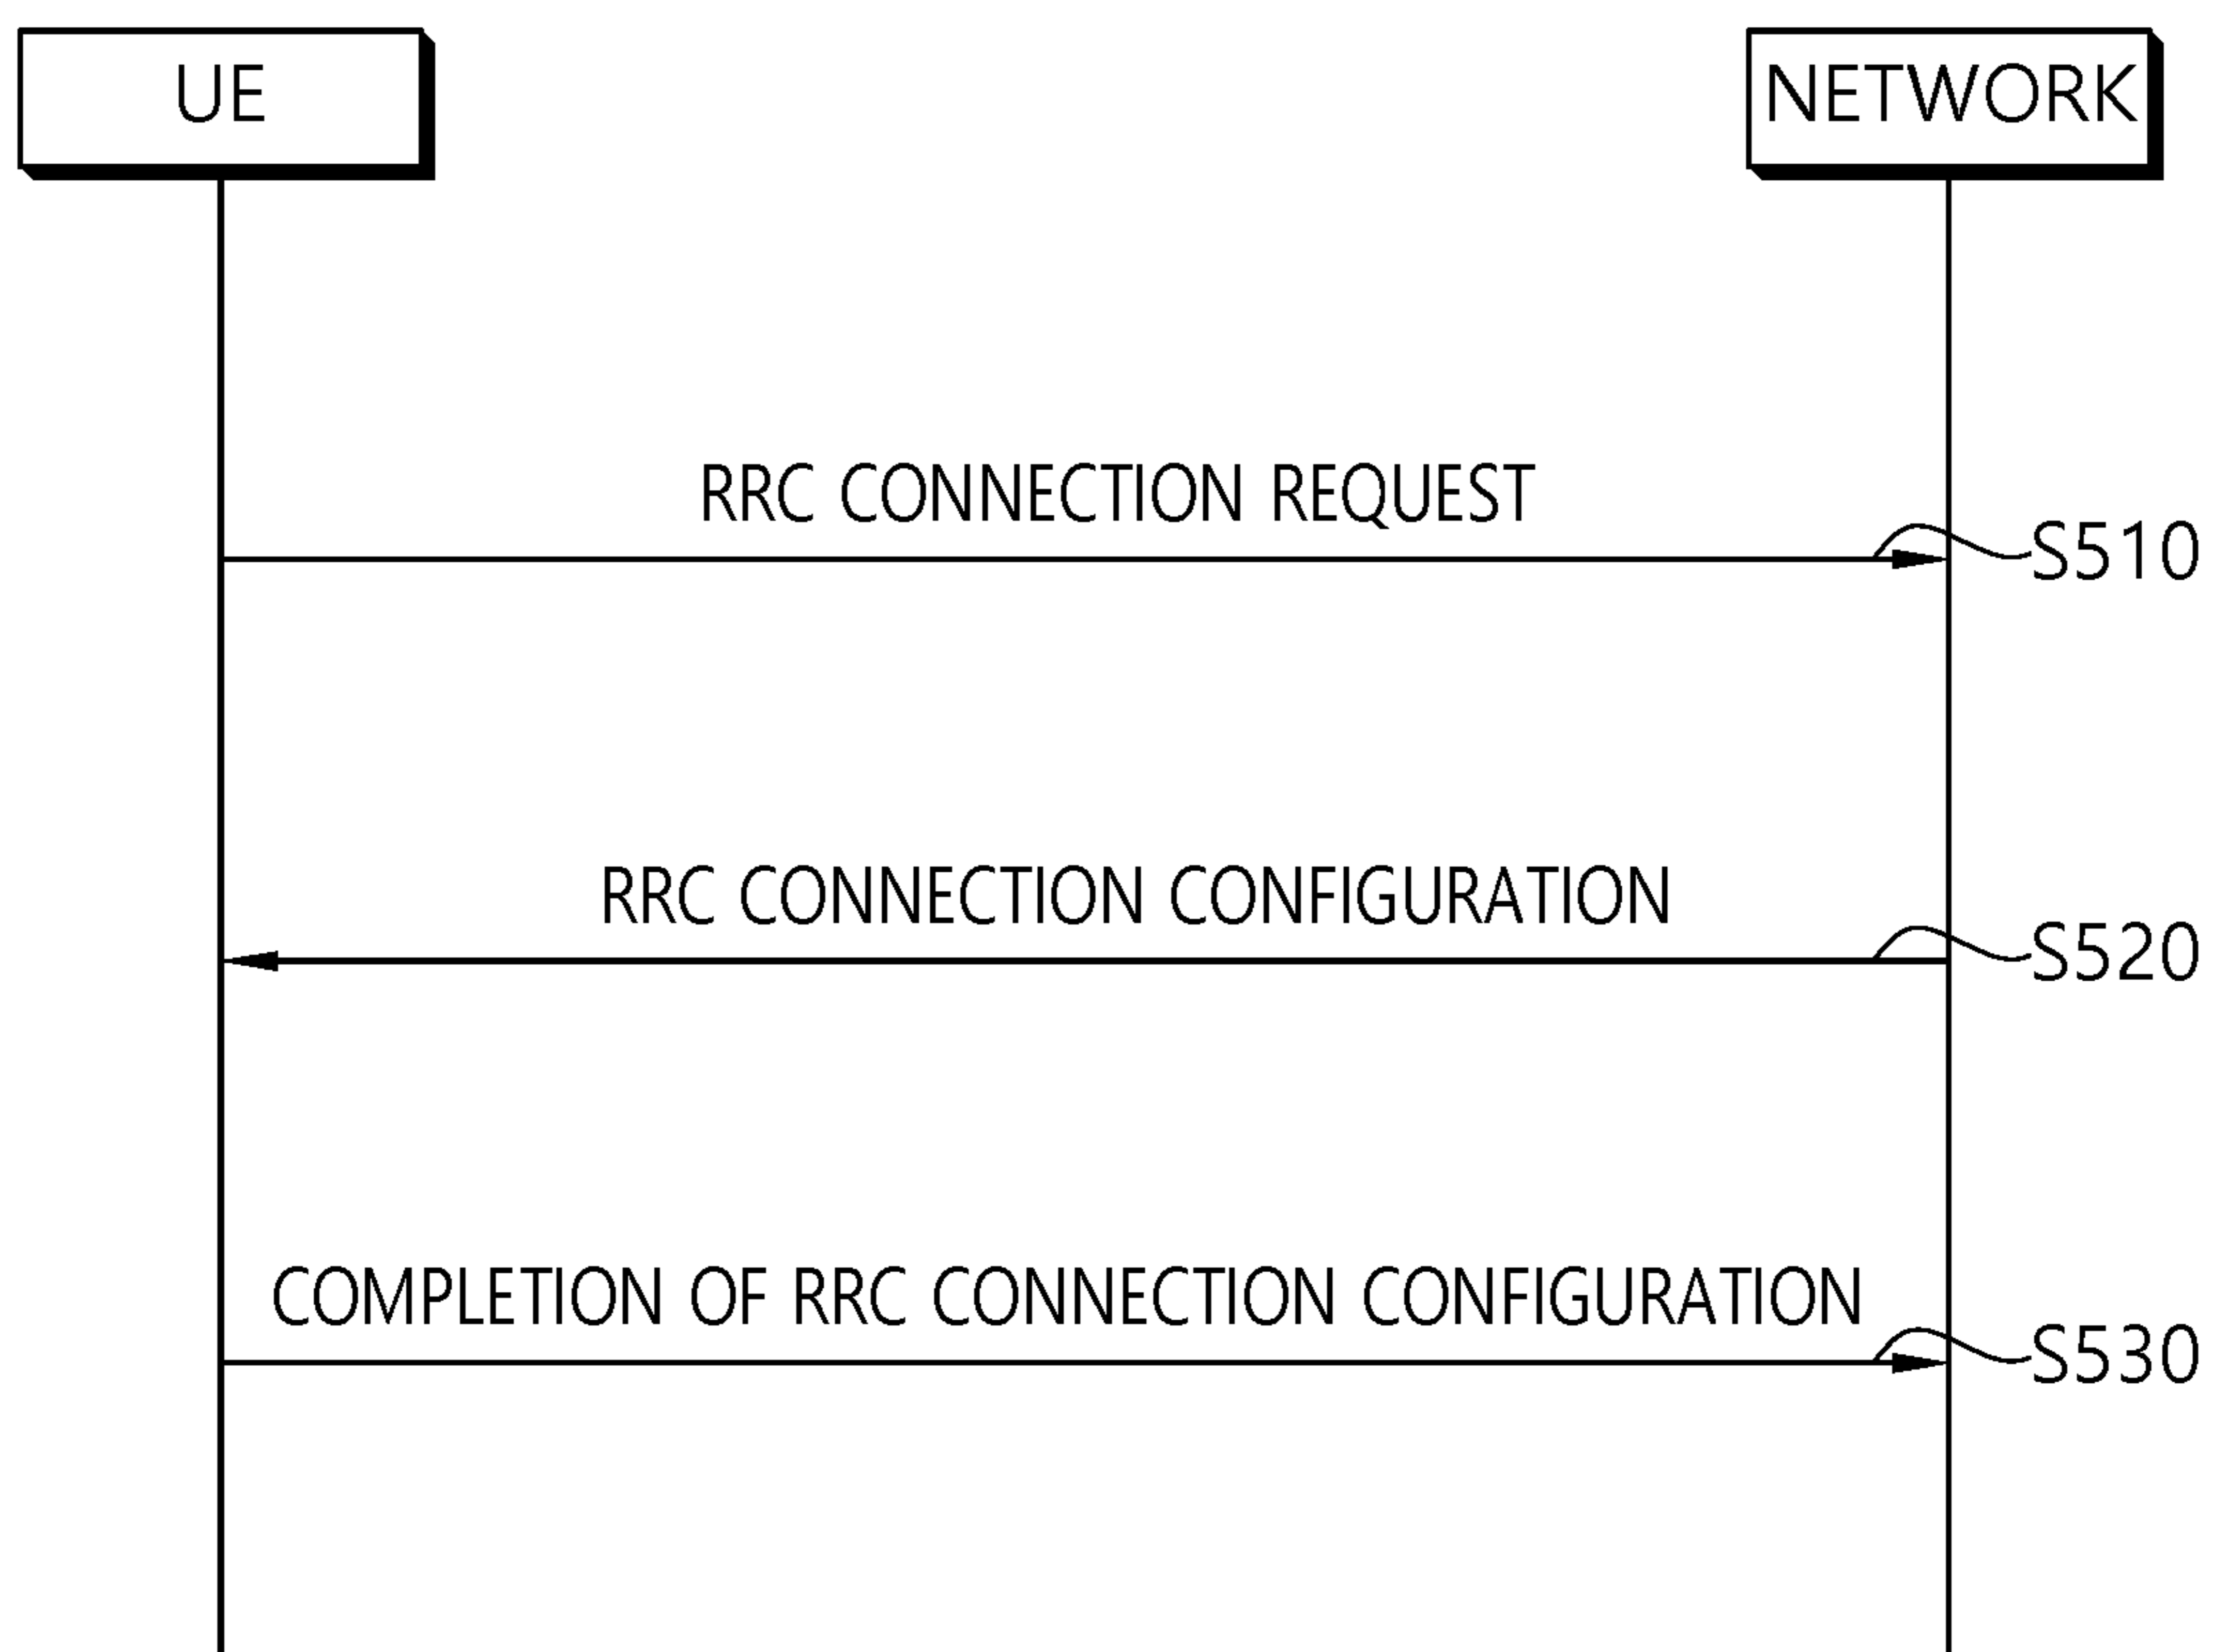 UE
NETWORK
RRC CONNECTION REQUEST
S510
RRC CONNECTION CONFIGURATION
S520
COMPLETION OF RRC CONNECTION CONFIGURATION
S530